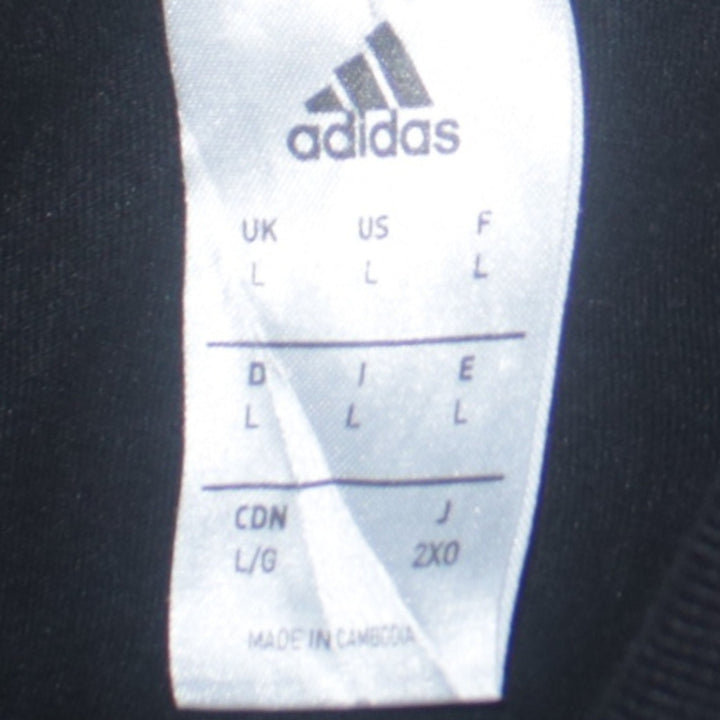 adidas
UK US F
L L L
D I E
L L L
CDN J
L/G 2XO
MADE IN CAMBODIA